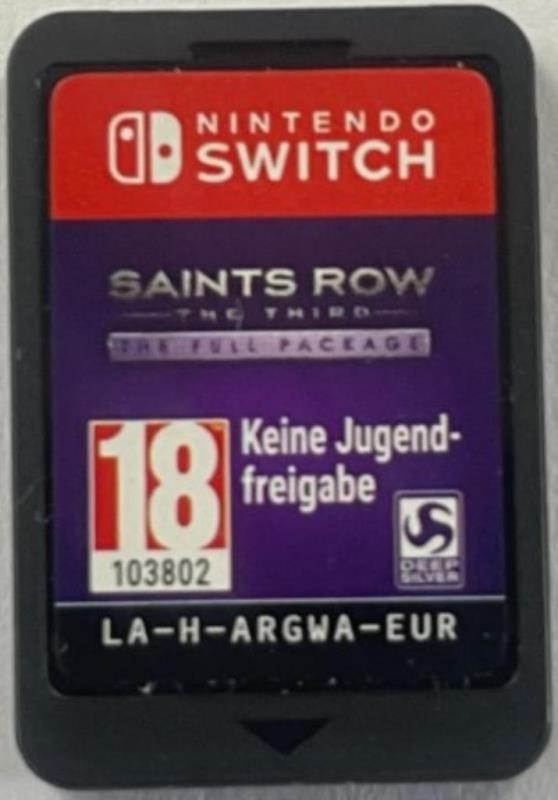 NINTENDO
SWITCH
SAINTS ROW
THE THIRD
THE FULL PACKAGE
18
103802
Keine Jugend-
freigabe
DEEP
SILVER
LA-H-ARGWA-EUR